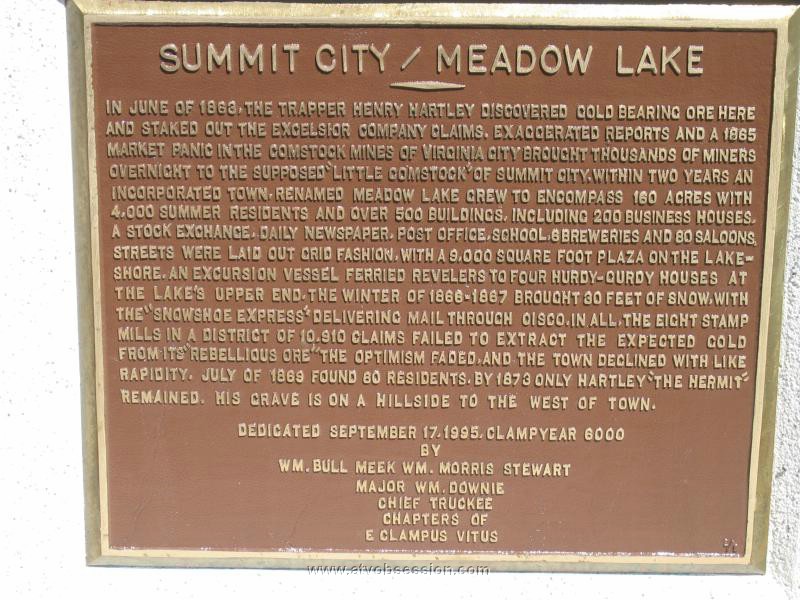 SUMMIT CITY / MEADOW LAKE
IN JUNE OF 1863, THE TRAPPER HENRY HARTLEY DISCOVERED GOLD BEARING ORE HERE
AND STAKED OUT THE EXCELSIOR COMPANY CLAIMS. EXAGGERATED REPORTS AND A 1865
MARKET PANIC IN THE COMSTOCK MINES OF VIRGINIA CITY BROUGHT THOUSANDS OF MINERS
OVERNIGHT TO THE SUPPOSED "LITTLE COMSTOCK" OF SUMMIT CITY. WITHIN TWO YEARS AN
INCORPORATED TOWN, RENAMED MEADOW LAKE GREW TO ENCOMPASS 160 ACRES WITH
4,000 SUMMER RESIDENTS AND OVER 500 BUILDINGS, INCLUDING 200 BUSINESS HOUSES,
A STOCK EXCHANGE, DAILY NEWSPAPER, POST OFFICE, SCHOOL, 8 BREWERIES AND 80 SALOONS,
STREETS WERE LAID OUT GRID FASHION, WITH A 9,000 SQUARE FOOT PLAZA ON THE LAKE-
SHORE. AN EXCURSION VESSEL FERRIED REVELERS TO FOUR HURDY-GURDY HOUSES AT
THE LAKE'S UPPER END. THE WINTER OF 1866-1867 BROUGHT 30 FEET OF SNOW, WITH
THE "SNOWSHOE EXPRESS" DELIVERING MAIL THROUGH CISCO. IN ALL, THE EIGHT STAMP
MILLS IN A DISTRICT OF 10,910 CLAIMS FAILED TO EXTRACT THE EXPECTED GOLD
FROM ITS "REBELLIOUS ORE" THE OPTIMISM FADED, AND THE TOWN DECLINED WITH LIKE
RAPIDITY. JULY OF 1869 FOUND 60 RESIDENTS. BY 1873 ONLY HARTLEY "THE HERMIT"
REMAINED. HIS GRAVE IS ON A HILLSIDE TO THE WEST OF TOWN.
DEDICATED SEPTEMBER 17, 1995, CLAMPYEAR 6000
BY
WM. BULL MEEK WM. MORRIS STEWART
MAJOR WM. DOWNIE
CHIEF TRUCKEE
CHAPTERS OF
E CLAMPUS VITUS
www.atvobsession.com